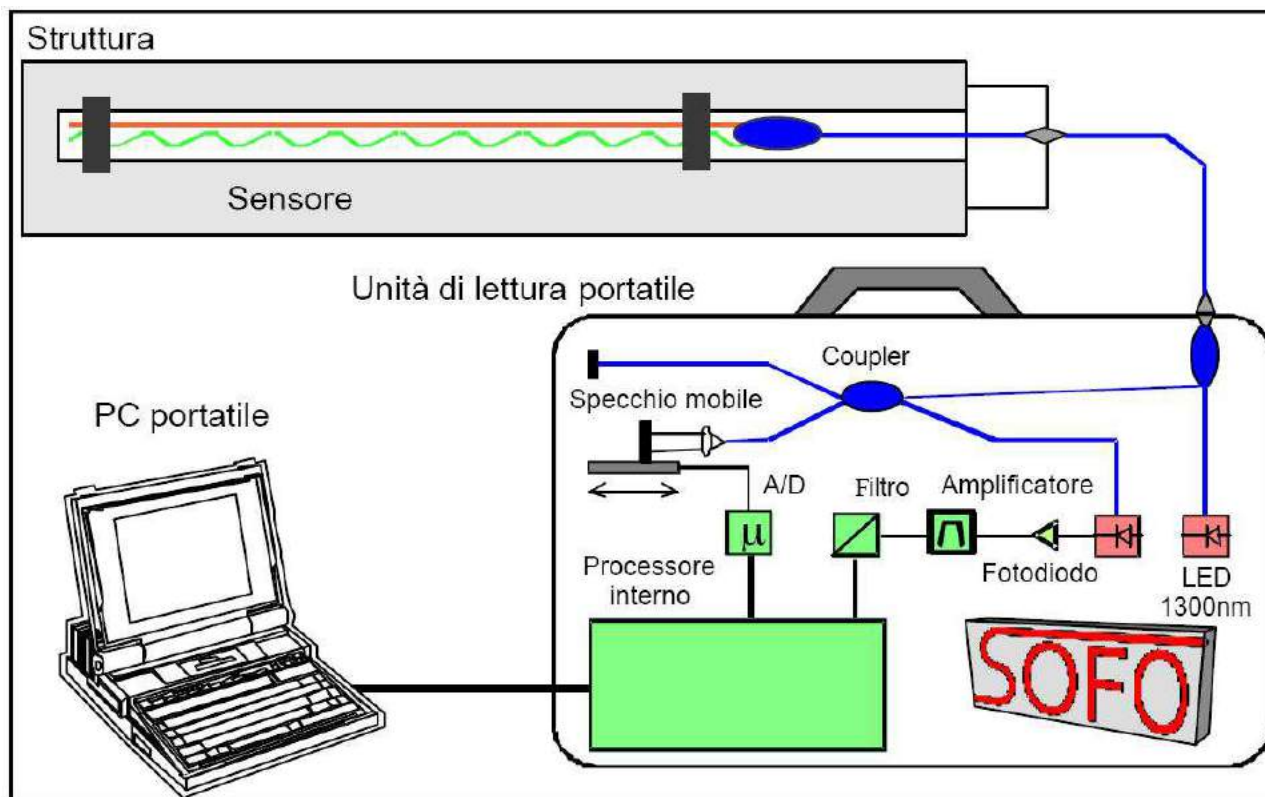 Struttura
Sensore
Unità di lettura portatile
Coupler
Specchio mobile
PC portatile
A/D
Filtro
Amplificatore
μ
Processore
interno
Fotodiodo
LED
1300nm
SOFO